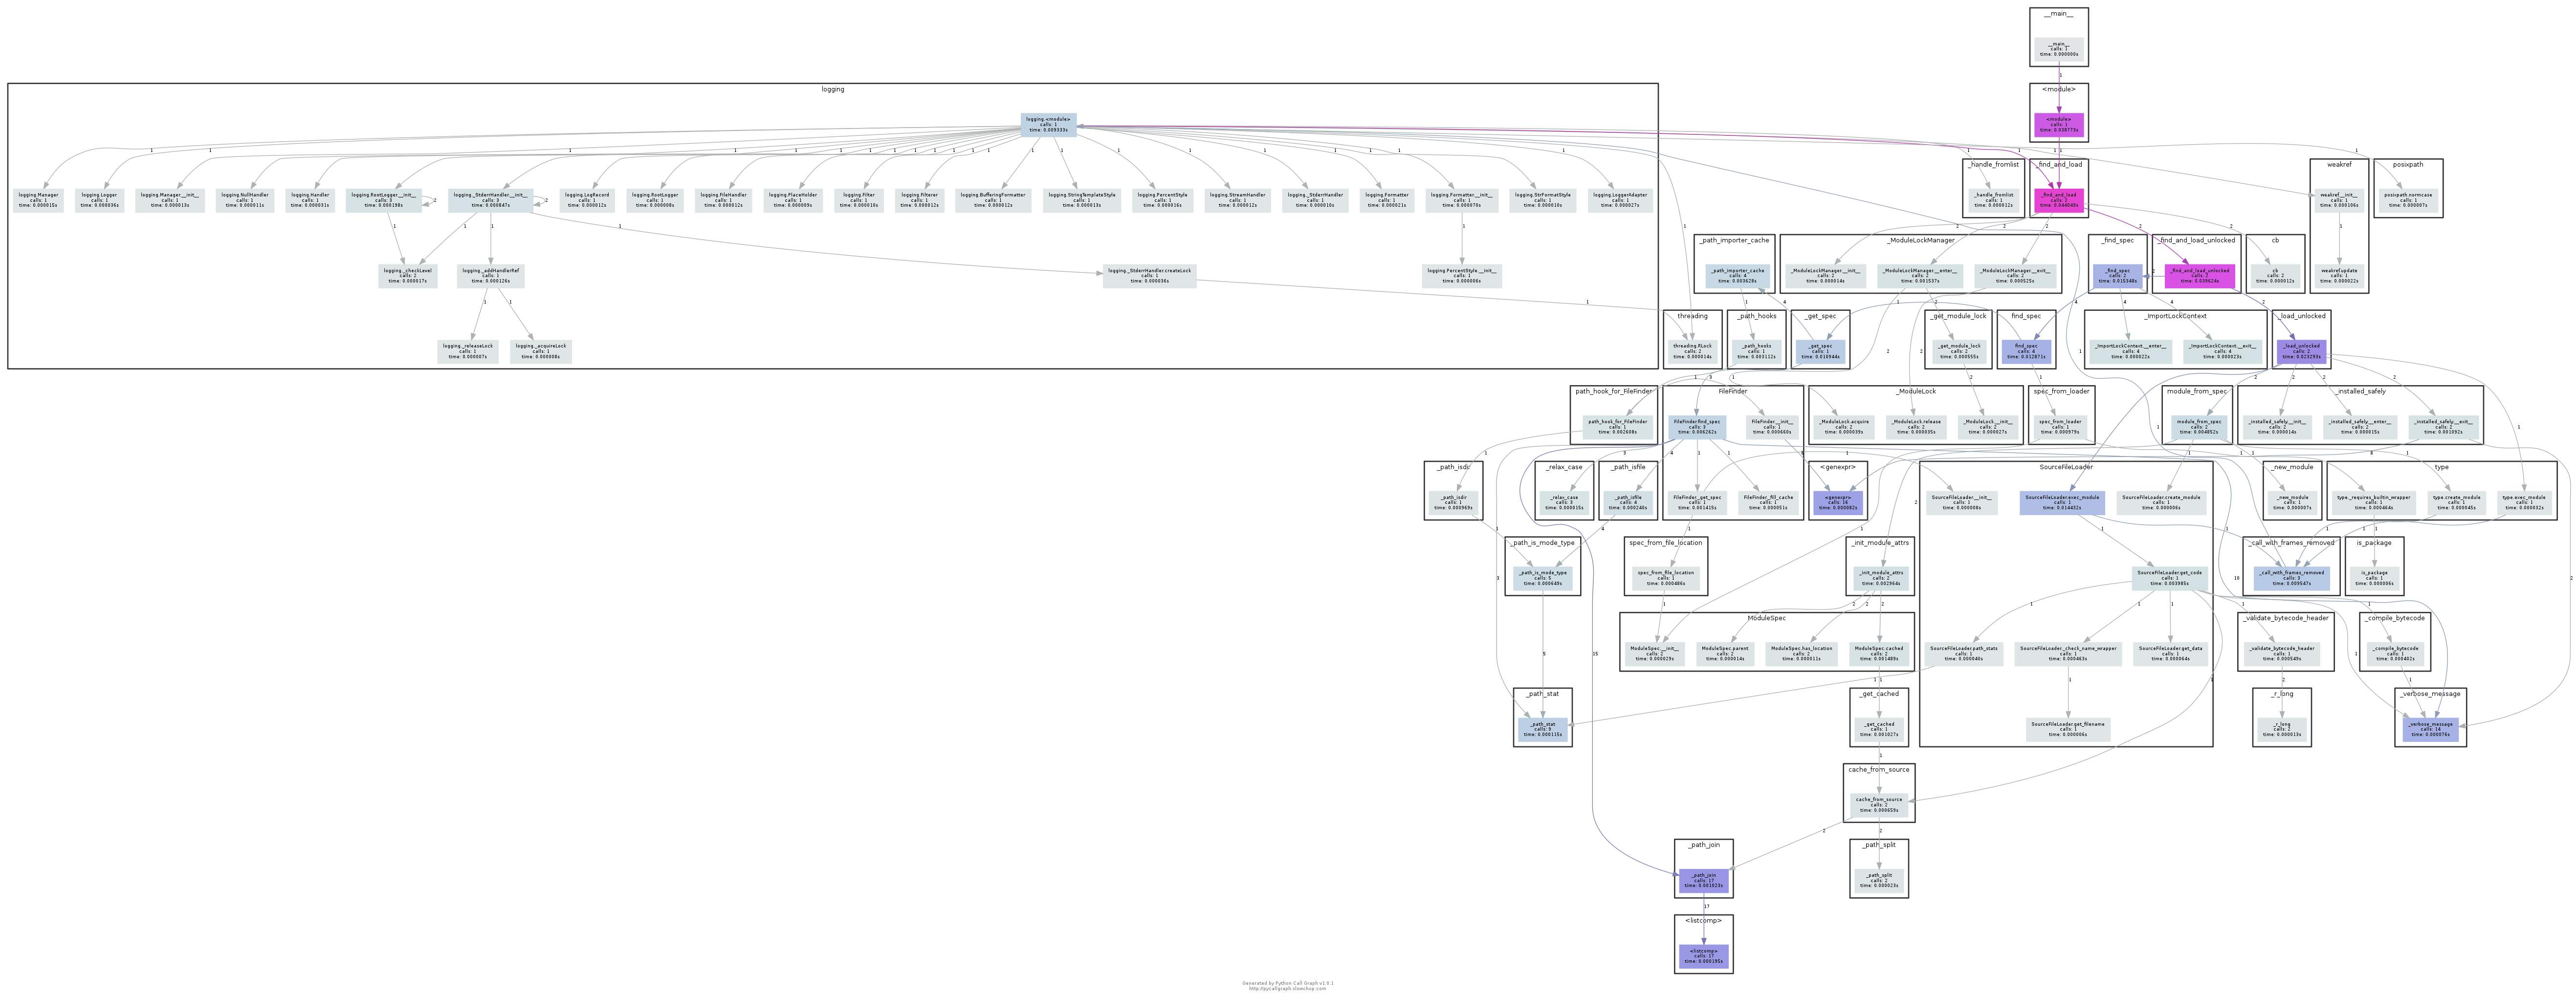 __main__
__main__
calls: 1
time: 0.000000s
1
<module>
<module>
calls: 1
time: 0.038773s
logging
logging.<module>
calls: 1
time: 0.009333s
logging.Manager
calls: 1
time: 0.000015s
logging.Logger
calls: 1
time: 0.000036s
logging.Manager.__init__
calls: 1
time: 0.000013s
logging.NullHandler
calls: 1
time: 0.000011s
logging.Handler
calls: 1
time: 0.000031s
logging.RootLogger.__init__
calls: 3
time: 0.000198s
logging._StderrHandler.__init__
calls: 3
time: 0.000847s
logging.LogRecord
calls: 1
time: 0.000012s
logging.RootLogger
calls: 1
time: 0.000008s
logging.FileHandler
calls: 1
time: 0.000012s
logging.PlaceHolder
calls: 1
time: 0.000009s
logging.Filter
calls: 1
time: 0.000010s
logging.Filterer
calls: 1
time: 0.000012s
logging.BufferingFormatter
calls: 1
time: 0.000012s
logging.StringTemplateStyle
calls: 1
time: 0.000013s
logging.PercentStyle
calls: 1
time: 0.000016s
logging.StreamHandler
calls: 1
time: 0.000012s
logging._StderrHandler
calls: 1
time: 0.000010s
logging.Formatter
calls: 1
time: 0.000021s
logging.Formatter.__init__
calls: 1
time: 0.000070s
logging.StrFormatStyle
calls: 1
time: 0.000010s
logging.LoggerAdapter
calls: 1
time: 0.000027s
_handle_fromlist
_handle_fromlist
calls: 1
time: 0.000012s
_find_and_load
_find_and_load
calls: 2
time: 0.044049s
weakref
weakref.__init__
calls: 1
time: 0.000106s
posixpath
posixpath.normcase
calls: 1
time: 0.000007s
logging._checkLevel
calls: 2
time: 0.000017s
logging._addHandlerRef
calls: 1
time: 0.000126s
logging._StderrHandler.createLock
calls: 1
time: 0.000036s
logging.PercentStyle.__init__
calls: 1
time: 0.000006s
_path_importer_cache
_path_importer_cache
calls: 4
time: 0.003628s
_ModuleLockManager
_ModuleLockManager.__init__
calls: 2
time: 0.000014s
_ModuleLockManager.__enter__
calls: 2
time: 0.001537s
_ModuleLockManager.__exit__
calls: 2
time: 0.000525s
_find_spec
_find_spec
calls: 2
time: 0.015348s
_find_and_load_unlocked
_find_and_load_unlocked
calls: 2
time: 0.039624s
cb
cb
calls: 2
time: 0.000012s
weakref.update
calls: 1
time: 0.000022s
logging._releaseLock
calls: 1
time: 0.000007s
logging._acquireLock
calls: 1
time: 0.000008s
threading
threading.RLock
calls: 2
time: 0.000014s
_path_hooks
_path_hooks
calls: 1
time: 0.003112s
_get_spec
_get_spec
calls: 1
time: 0.010944s
_get_module_lock
_get_module_lock
calls: 2
time: 0.000555s
find_spec
find_spec
calls: 4
time: 0.012871s
_ImportLockContext
_ImportLockContext.__enter__
calls: 4
time: 0.000022s
_ImportLockContext.__exit__
calls: 4
time: 0.000023s
_load_unlocked
_load_unlocked
calls: 2
time: 0.023293s
path_hook_for_FileFinder
path_hook_for_FileFinder
calls: 1
time: 0.002608s
FileFinder
FileFinder.find_spec
calls: 3
time: 0.006262s
FileFinder.__init__
calls: 1
time: 0.000660s
_ModuleLock
_ModuleLock.acquire
calls: 2
time: 0.000039s
_ModuleLock.release
calls: 2
time: 0.000035s
_ModuleLock.__init__
calls: 2
time: 0.000027s
spec_from_loader
spec_from_loader
calls: 1
time: 0.000979s
module_from_spec
module_from_spec
calls: 2
time: 0.004852s
_installed_safely
_installed_safely.__init__
calls: 2
time: 0.000014s
_installed_safely.__enter__
calls: 2
time: 0.000015s
_installed_safely.__exit__
calls: 2
time: 0.001092s
_path_isdir
_path_isdir
calls: 1
time: 0.000969s
_relax_case
_relax_case
calls: 3
time: 0.000015s
_path_isfile
_path_isfile
calls: 4
time: 0.000240s
FileFinder._get_spec
calls: 1
time: 0.001415s
FileFinder._fill_cache
calls: 1
time: 0.000051s
<genexpr>
<genexpr>
calls: 16
time: 0.000082s
SourceFileLoader
SourceFileLoader.__init__
calls: 1
time: 0.000008s
SourceFileLoader.exec_module
calls: 1
time: 0.014432s
SourceFileLoader.create_module
calls: 1
time: 0.000006s
_new_module
_new_module
calls: 1
time: 0.000007s
type
type._requires_builtin_wrapper
calls: 1
time: 0.000464s
type.create_module
calls: 1
time: 0.000045s
type.exec_module
calls: 1
time: 0.000032s
_path_is_mode_type
_path_is_mode_type
calls: 5
time: 0.000649s
spec_from_file_location
spec_from_file_location
calls: 1
time: 0.000486s
_init_module_attrs
_init_module_attrs
calls: 2
time: 0.002964s
SourceFileLoader.get_code
calls: 1
time: 0.003985s
_call_with_frames_removed
_call_with_frames_removed
calls: 3
time: 0.009547s
is_package
is_package
calls: 1
time: 0.000006s
ModuleSpec
ModuleSpec.__init__
calls: 2
time: 0.000029s
ModuleSpec.parent
calls: 2
time: 0.000014s
ModuleSpec.has_location
calls: 2
time: 0.000011s
ModuleSpec.cached
calls: 2
time: 0.001489s
SourceFileLoader.path_stats
calls: 1
time: 0.000040s
SourceFileLoader._check_name_wrapper
calls: 1
time: 0.000463s
SourceFileLoader.get_data
calls: 1
time: 0.000064s
_validate_bytecode_header
_validate_bytecode_header
calls: 1
time: 0.000549s
_compile_bytecode
_compile_bytecode
calls: 1
time: 0.000402s
_path_stat
_path_stat
calls: 9
time: 0.000115s
_get_cached
_get_cached
calls: 1
time: 0.001027s
SourceFileLoader.get_filename
calls: 1
time: 0.000006s
_r_long
_r_long
calls: 2
time: 0.000013s
_verbose_message
_verbose_message
calls: 14
time: 0.000076s
cache_from_source
cache_from_source
calls: 2
time: 0.000659s
_path_join
_path_join
calls: 17
time: 0.001023s
_path_split
_path_split
calls: 2
time: 0.000023s
17
<listcomp>
<listcomp>
calls: 17
time: 0.000195s
Generated by Python Call Graph v1.0.1
http://pycallgraph.slowchop.com